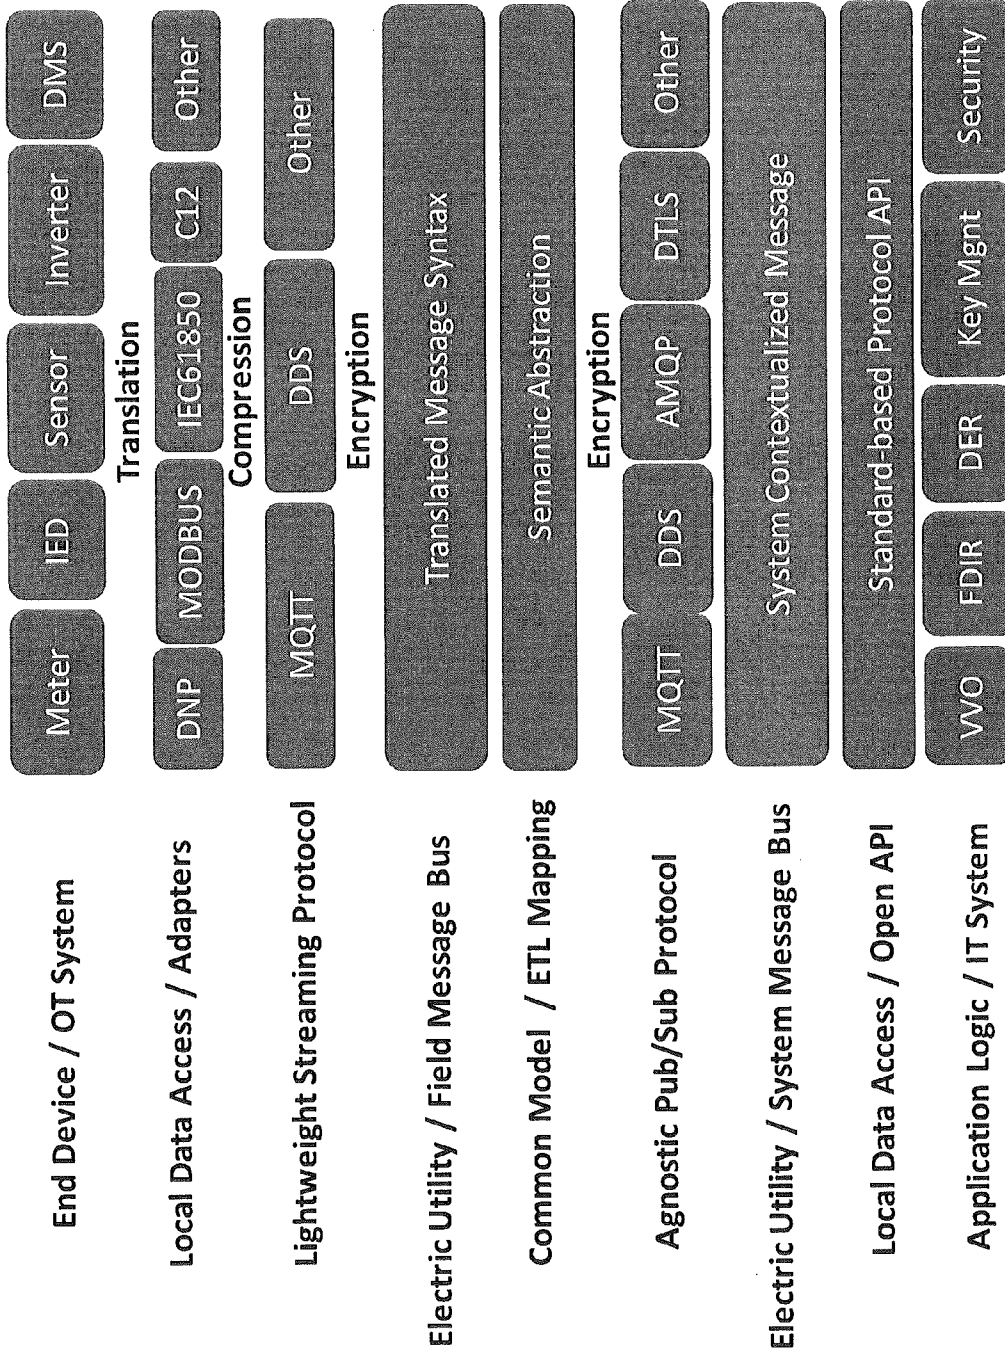 End Device / OT System
Meter
IED
Sensor
Inverter
DMS
Translation
Local Data Access / Adapters
DNP
MODBUS
IEC61850
C12
Other
Compression
Lightweight Streaming Protocol
MQTT
DDS
Other
Encryption
Electric Utility / Field Message Bus
Translated Message Syntax
Common Model / ETL Mapping
Semantic Abstraction
Encryption
Agnostic Pub/Sub Protocol
MQTT
DDS
AMQP
DTLS
Other
Electric Utility / System Message Bus
System Contextualized Message
Local Data Access / Open API
Standard-based Protocol API
Application Logic / IT System
VVO
FDIR
DER
Key Mgnt
Security